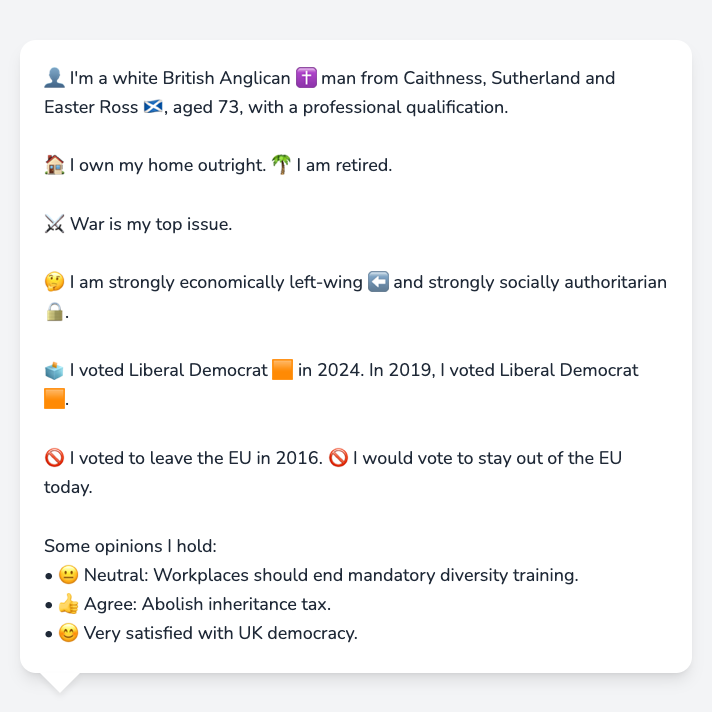 👤 I'm a white British Anglican ✝️ man from Caithness, Sutherland and
Easter Ross 🏴󠁧󠁢󠁳󠁣󠁴󠁿, aged 73, with a professional qualification.
🏠 I own my home outright. 🌴 I am retired.
⚔️ War is my top issue.
🤔 I am strongly economically left-wing ⬅️ and strongly socially authoritarian
🔒.
🗳️ I voted Liberal Democrat 🟧 in 2024. In 2019, I voted Liberal Democrat
🟧.
🚫 I voted to leave the EU in 2016. 🚫 I would vote to stay out of the EU
today.
Some opinions I hold:
• 😐 Neutral: Workplaces should end mandatory diversity training.
• 👍 Agree: Abolish inheritance tax.
• 😊 Very satisfied with UK democracy.